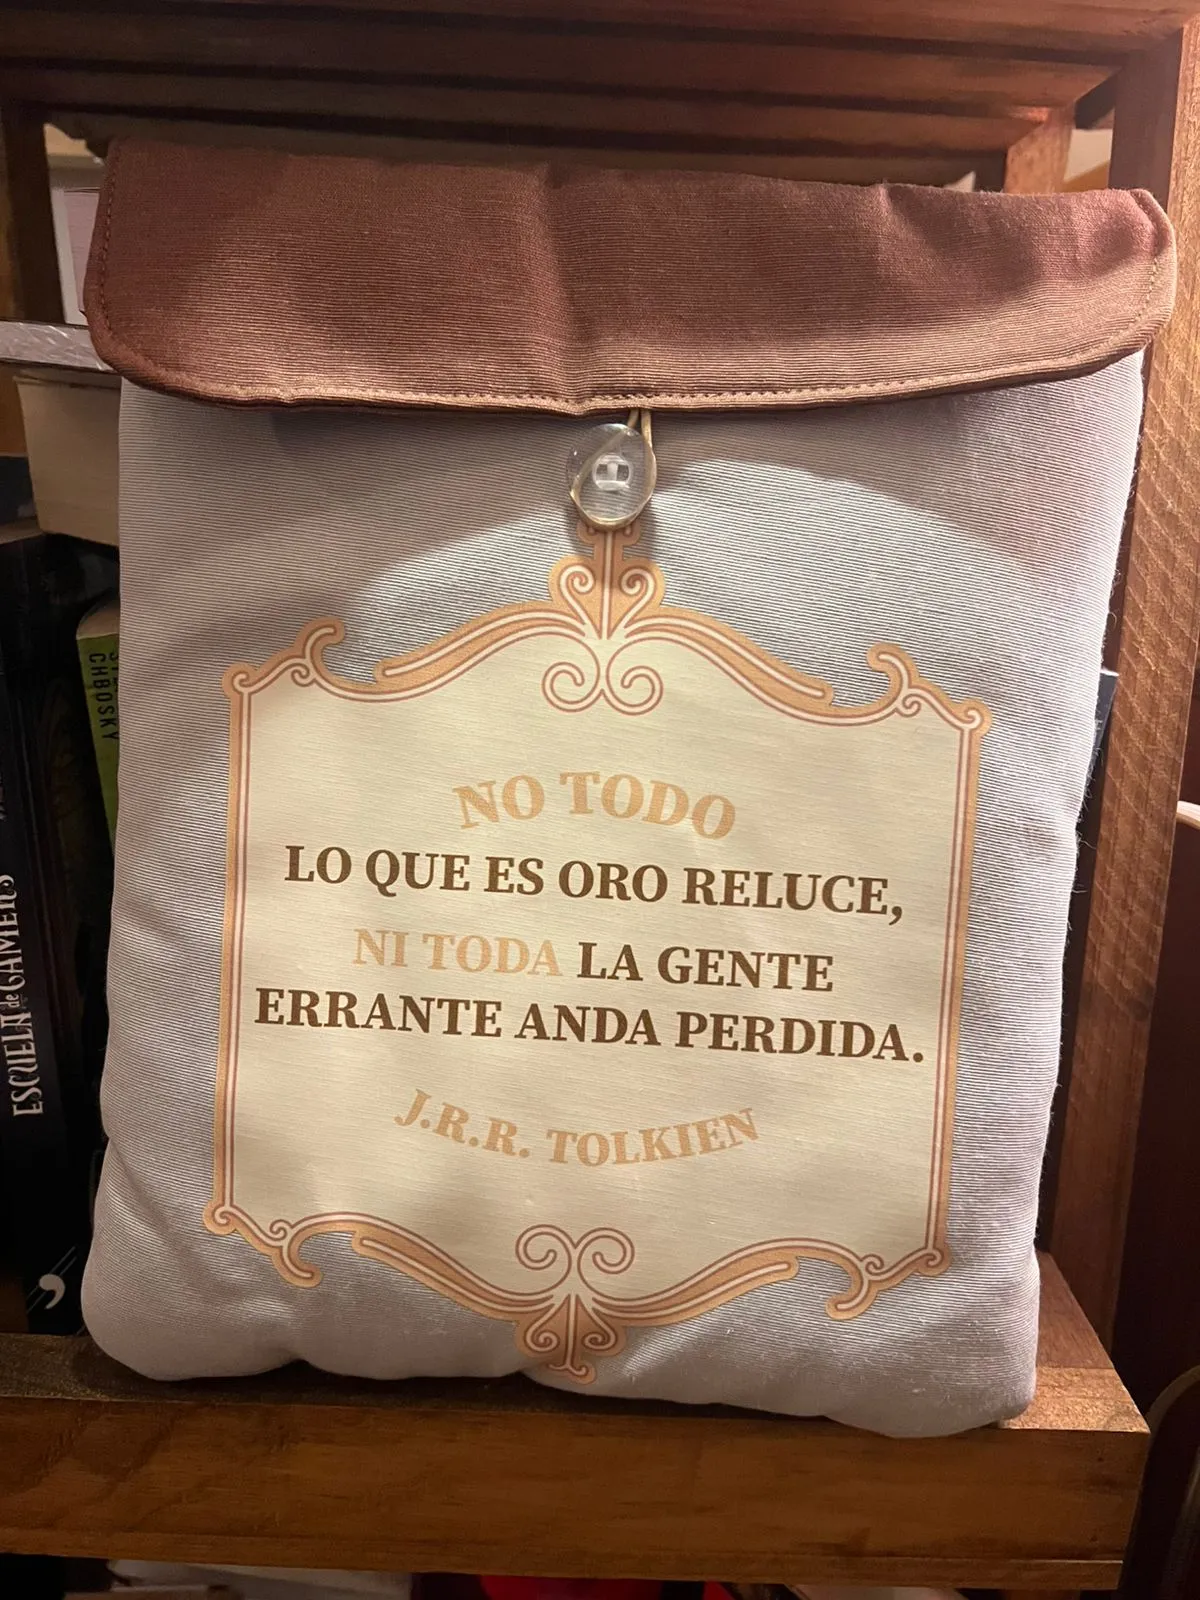 NO TODO
LO QUE ES ORO RELUCE,
NI TODA LA GENTE
ERRANTE ANDA PERDIDA.
J.R.R. TOLKIEN
CHBOSKY
ESCUELA de GAMERS